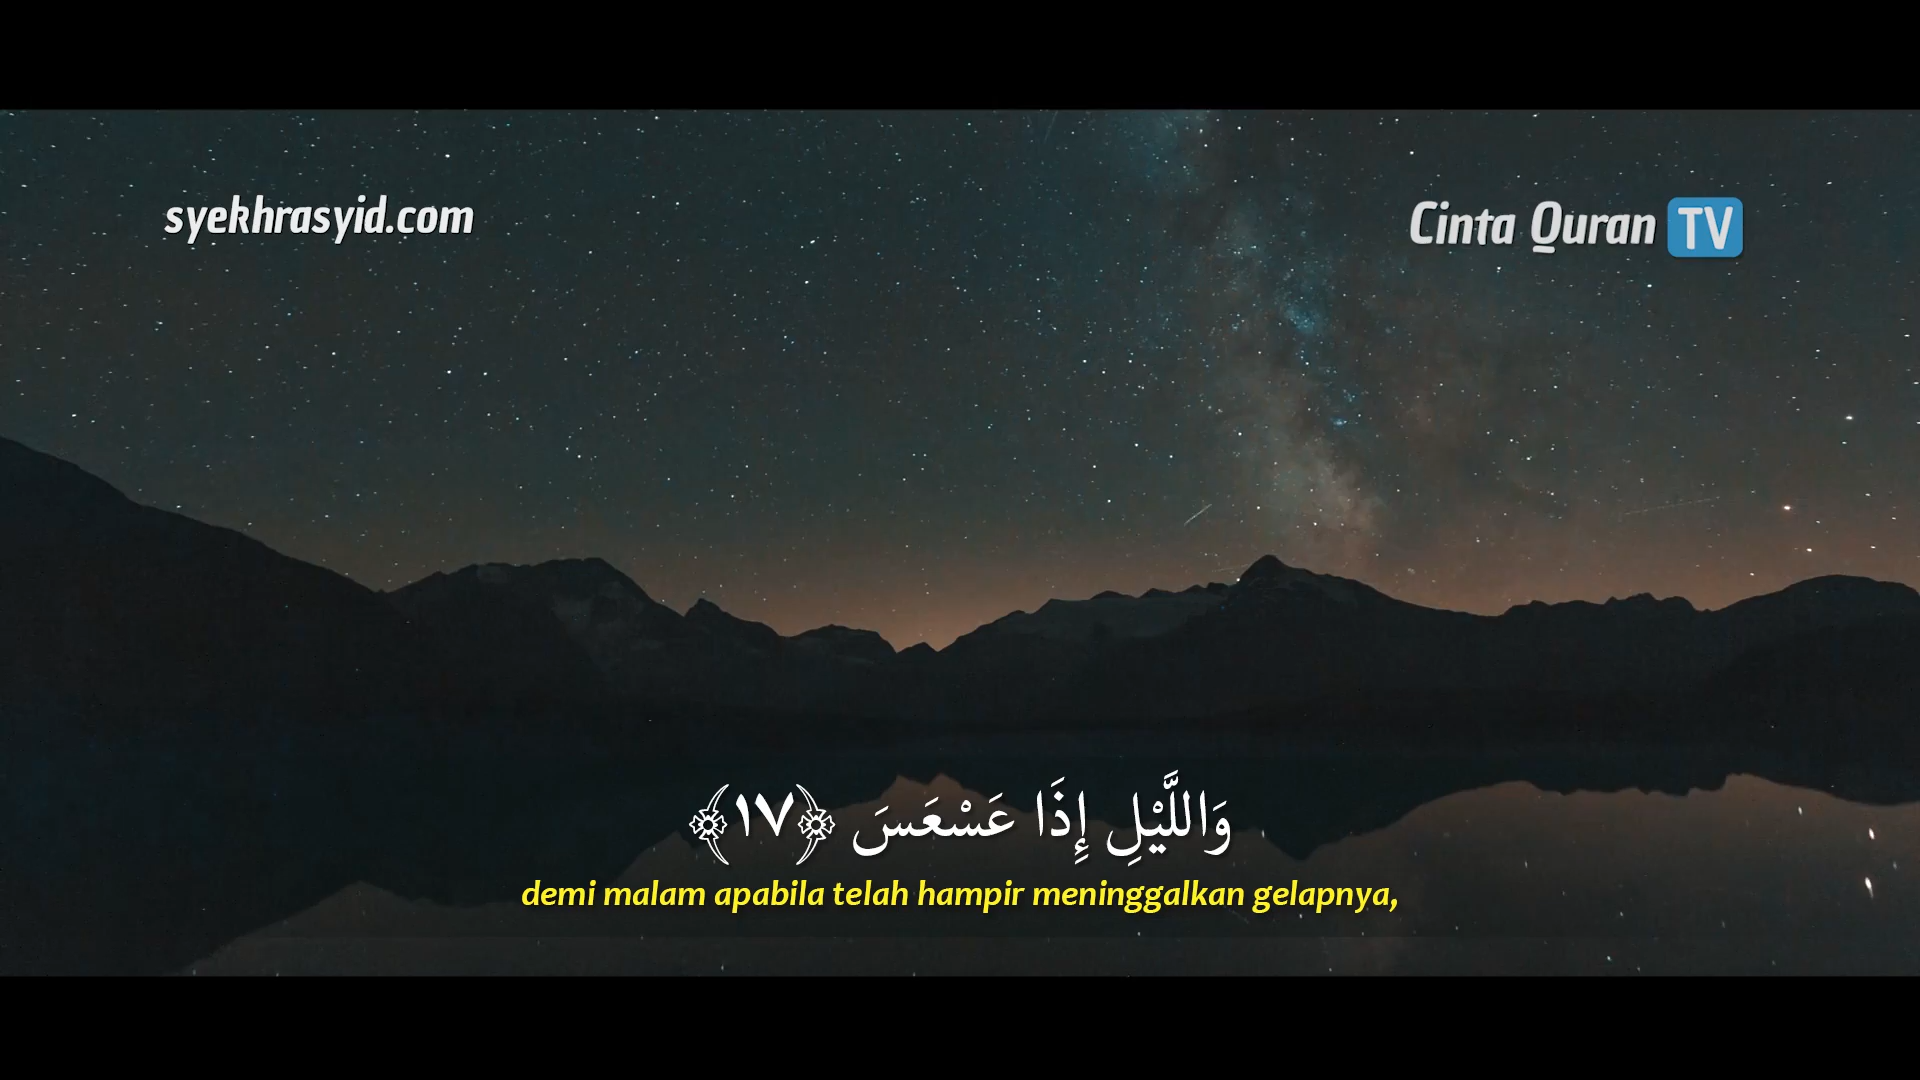 syekhrasyid.com
Cinta Quran TV
وَاللَّيْلِ إِذَا عَسْعَسَ ﴿١٧﴾
demi malam apabila telah hampir meninggalkan gelapnya,